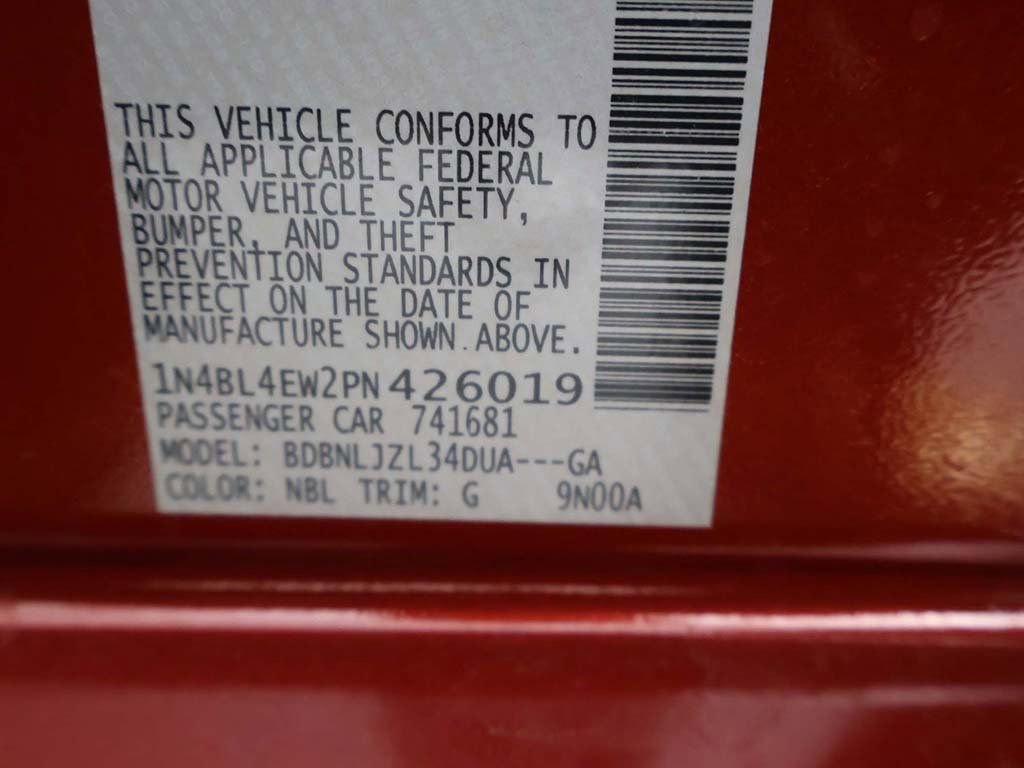 THIS VEHICLE CONFORMS TO
ALL APPLICABLE FEDERAL
MOTOR VEHICLE SAFETY,
BUMPER, AND THEFT
PREVENTION STANDARDS IN
EFFECT ON THE DATE OF
MANUFACTURE SHOWN ABOVE.
1N4BL4EW2PN426019
PASSENGER CAR 741681
MODEL: BDBNLJZL34DUA---GA
COLOR: NBL TRIM: G 9N00A